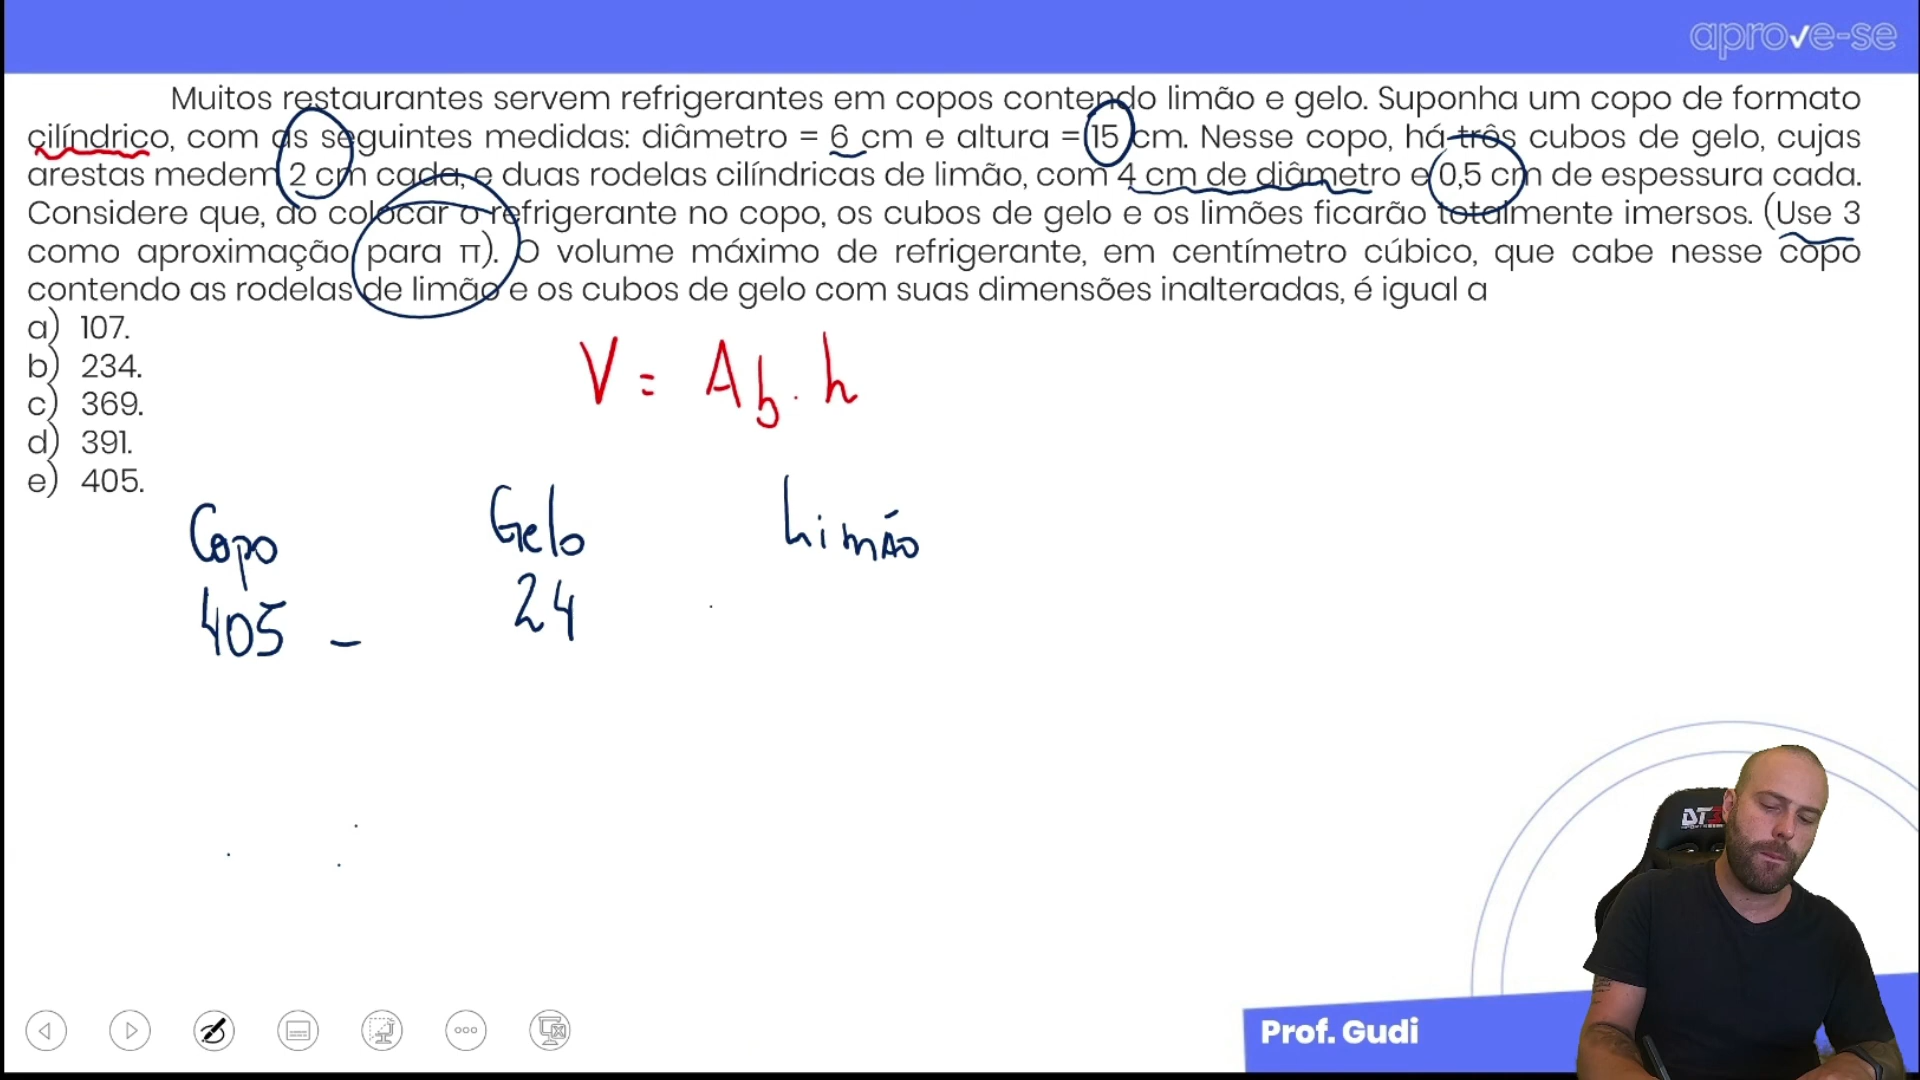 aprove-se
Muitos restaurantes servem refrigerantes em copos contendo limão e gelo. Suponha um copo de formato
cilíndrico, com as seguintes medidas: diâmetro = 6 cm e altura = 15 cm. Nesse copo, há três cubos de gelo, cujas
arestas medem 2 cm cada, e duas rodelas cilíndricas de limão, com 4 cm de diâmetro e 0,5 cm de espessura cada.
Considere que, ao colocar o refrigerante no copo, os cubos de gelo e os limões ficarão totalmente imersos. (Use 3
como aproximação para π). O volume máximo de refrigerante, em centímetro cúbico, que cabe nesse copo
contendo as rodelas de limão e os cubos de gelo com suas dimensões inalteradas, é igual a
a) 107.
b) 234.
c) 369.
d) 391.
e) 405.
V = Ab . h
Copo Gelo Limão
405 - 24
DT3
Prof. Gudi